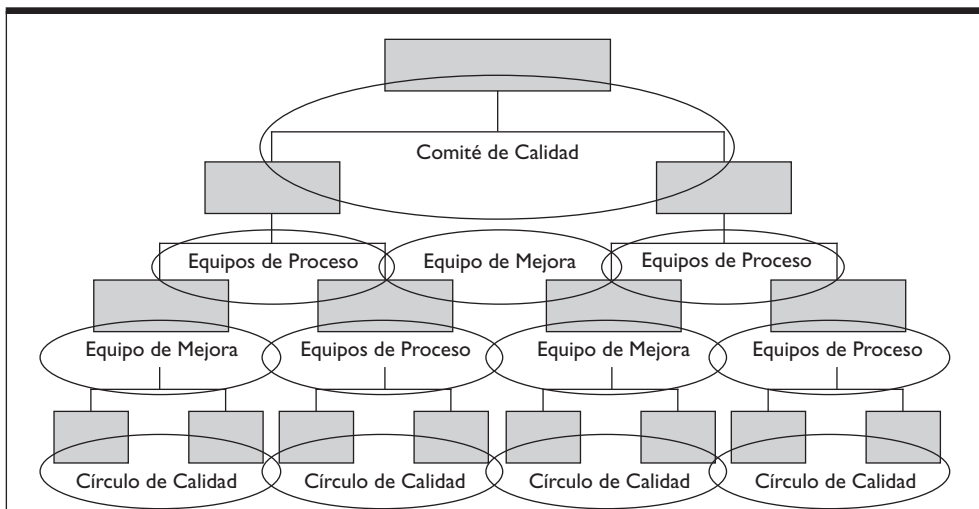 Comité de Calidad
Equipos de Proceso Equipo de Mejora Equipos de Proceso
Equipo de Mejora Equipos de Proceso Equipo de Mejora Equipos de Proceso
Círculo de Calidad Círculo de Calidad Círculo de Calidad Círculo de Calidad